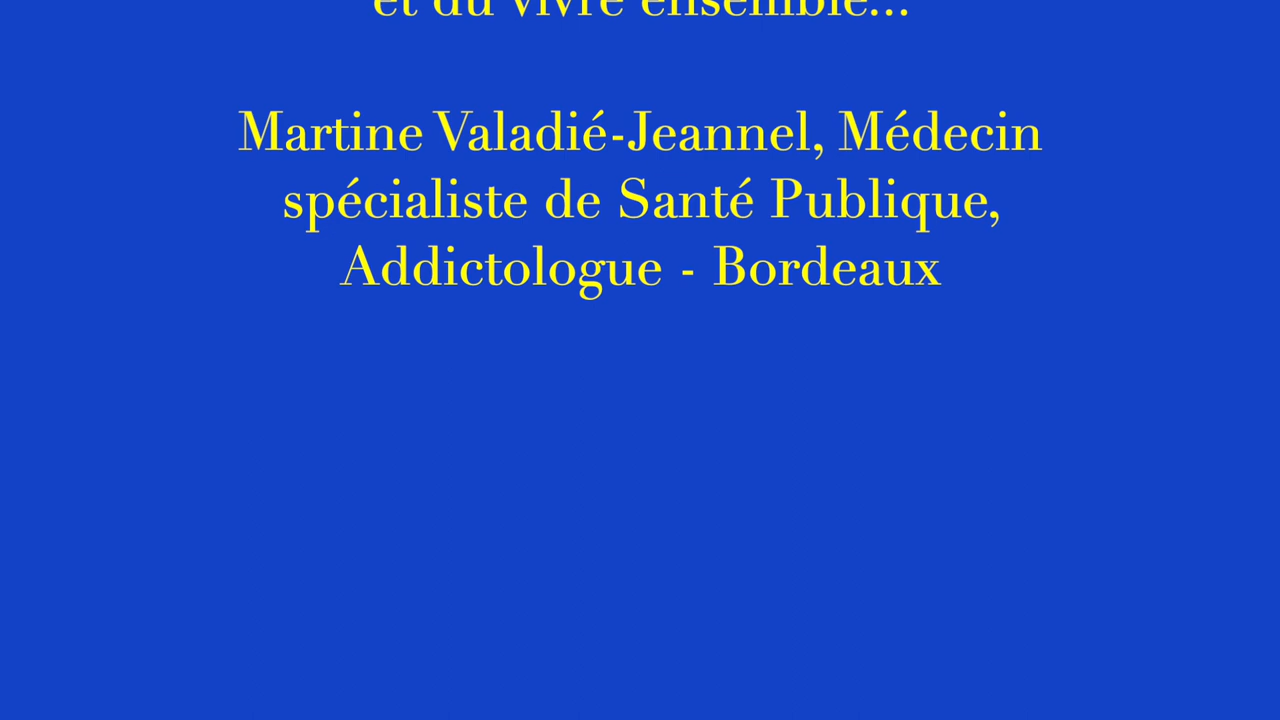 et du vivre ensemble...
Martine Valadié-Jeannel, Médecin
spécialiste de Santé Publique,
Addictologue - Bordeaux